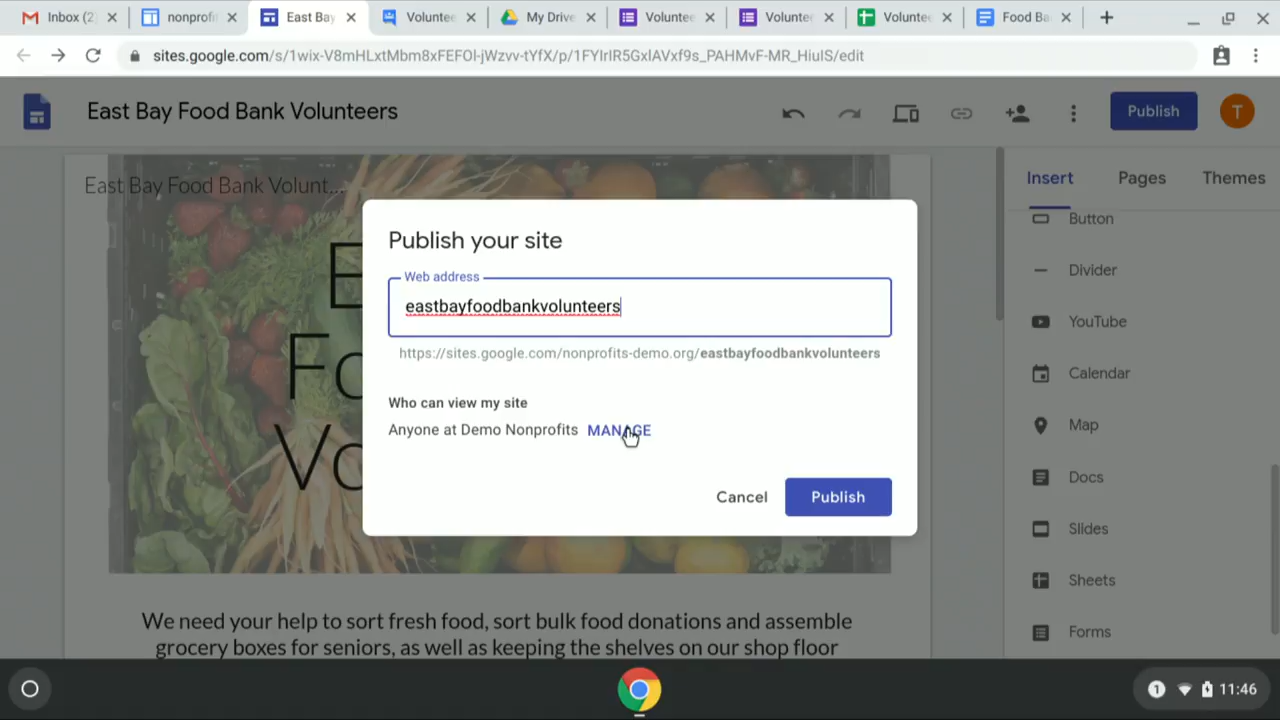 Inbox (2
nonprofi
East Bay
Voluntee
My Drive
Voluntee
Voluntee
Voluntee
Food Ba
sites.google.com/s/1wix-V8mHLxtMbm8xFEFOl-jWzvv-tYfX/p/1FYIrIR5GxIAVxf9s_PAHMvF-MR_HiuIS/edit
East Bay Food Bank Volunteers
Publish
T
East Bay Food Bank Volunt...
Insert
Pages
Themes
Button
Divider
YouTube
Calendar
Map
Docs
Slides
Sheets
Forms
Publish your site
Web address
eastbayfoodbankvolunteers
https://sites.google.com/nonprofits-demo.org/eastbayfoodbankvolunteers
Who can view my site
Anyone at Demo Nonprofits MANAGE
Cancel
Publish
E
Fo
Vo
We need your help to sort fresh food, sort bulk food donations and assemble
grocery boxes for seniors, as well as keeping the shelves on our shop floor
1
11:46